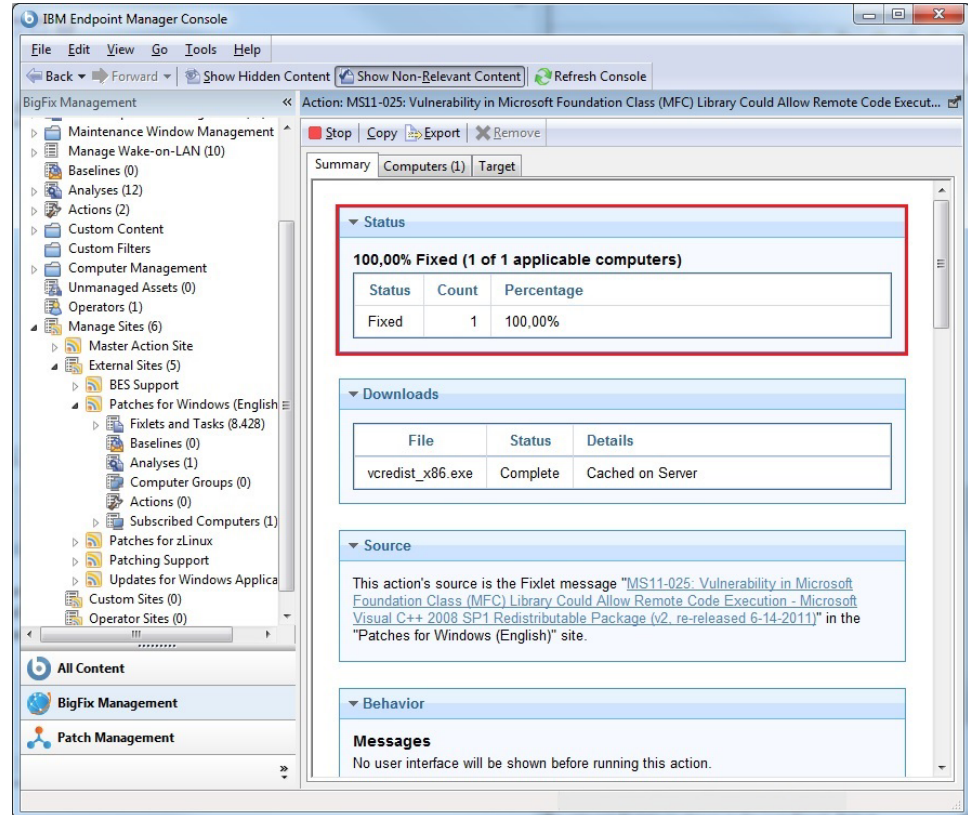 IBM Endpoint Manager Console
File Edit View Go Tools Help
Back Forward Show Hidden Content Show Non-Relevant Content Refresh Console
BigFix Management
Maintenance Window Management
Manage Wake-on-LAN (10)
Baselines (0)
Analyses (12)
Actions (2)
Custom Content
Custom Filters
Computer Management
Unmanaged Assets (0)
Operators (1)
Manage Sites (6)
Master Action Site
External Sites (5)
BES Support
Patches for Windows (English
Fixlets and Tasks (8.428)
Baselines (0)
Analyses (1)
Computer Groups (0)
Actions (0)
Subscribed Computers (1)
Patches for zLinux
Patching Support
Updates for Windows Applica
Custom Sites (0)
Operator Sites (0)
All Content
BigFix Management
Patch Management
Action: MS11-025: Vulnerability in Microsoft Foundation Class (MFC) Library Could Allow Remote Code Execut...
Stop Copy Export Remove
Summary Computers (1) Target
Status
100,00% Fixed (1 of 1 applicable computers)
Status Count Percentage
Fixed 1 100,00%
Downloads
File Status Details
vcredist_x86.exe Complete Cached on Server
Source
This action's source is the Fixlet message "MS11-025: Vulnerability in Microsoft
Foundation Class (MFC) Library Could Allow Remote Code Execution - Microsoft
Visual C++ 2008 SP1 Redistributable Package (v2, re-released 6-14-2011)" in the
"Patches for Windows (English)" site.
Behavior
Messages
No user interface will be shown before running this action.